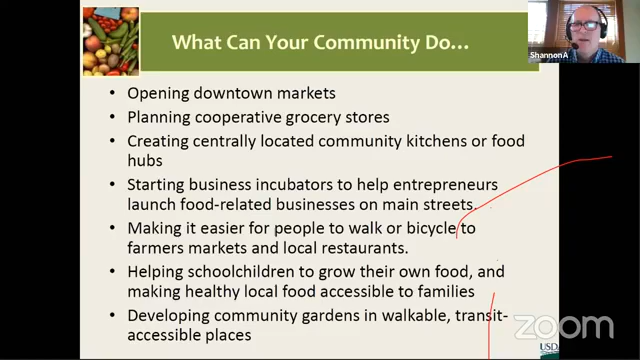 What Can Your Community Do…
Shannon A
• Opening downtown markets
• Planning cooperative grocery stores
• Creating centrally located community kitchens or food
hubs
• Starting business incubators to help entrepreneurs
launch food-related businesses on main streets.
• Making it easier for people to walk or bicycle to
farmers markets and local restaurants.
• Helping schoolchildren to grow their own food, and
making healthy local food accessible to families
• Developing community gardens in walkable, transit-
accessible places
zoom
USDA